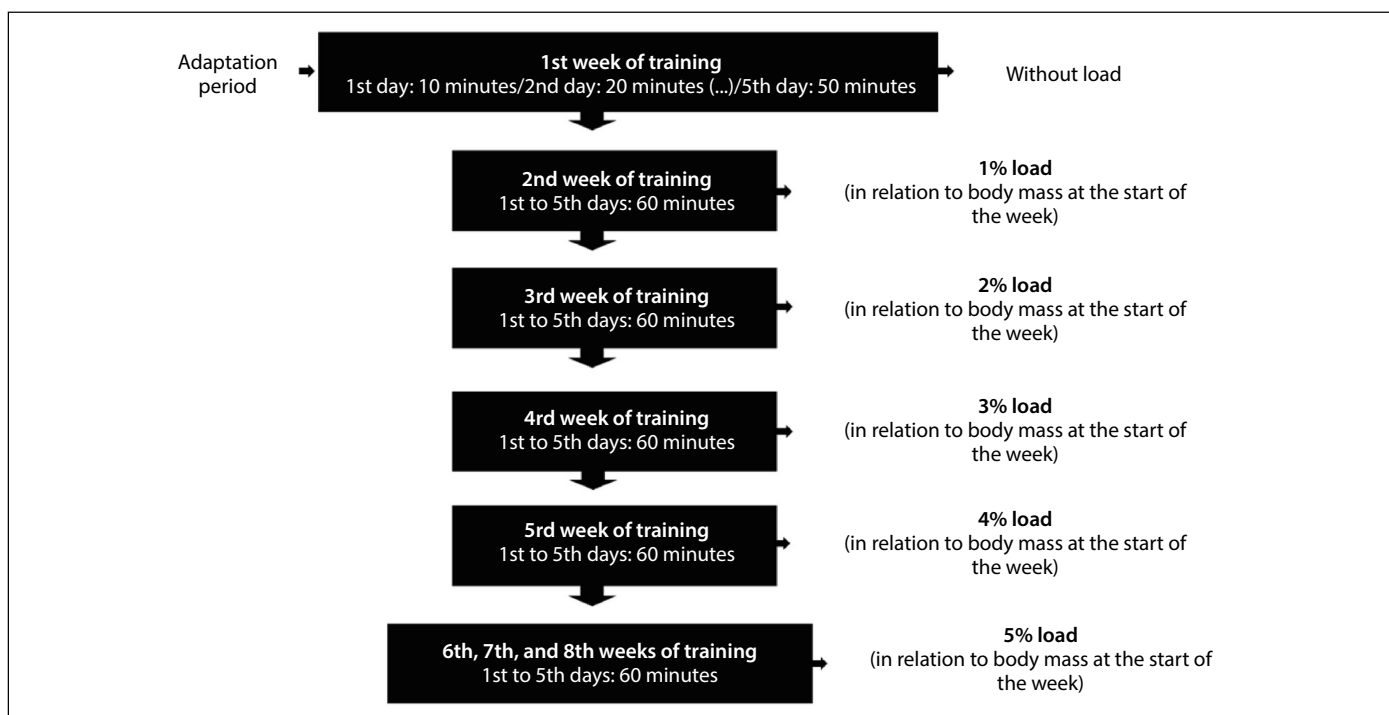 Adaptation
period
1st week of training
1st day: 10 minutes/2nd day: 20 minutes (...)/5th day: 50 minutes
Without load
2nd week of training
1st to 5th days: 60 minutes
1% load
(in relation to body mass at the start of
the week)
3rd week of training
1st to 5th days: 60 minutes
2% load
(in relation to body mass at the start of
the week)
4rd week of training
1st to 5th days: 60 minutes
3% load
(in relation to body mass at the start of
the week)
5rd week of training
1st to 5th days: 60 minutes
4% load
(in relation to body mass at the start of
the week)
6th, 7th, and 8th weeks of training
1st to 5th days: 60 minutes
5% load
(in relation to body mass at the start of
the week)